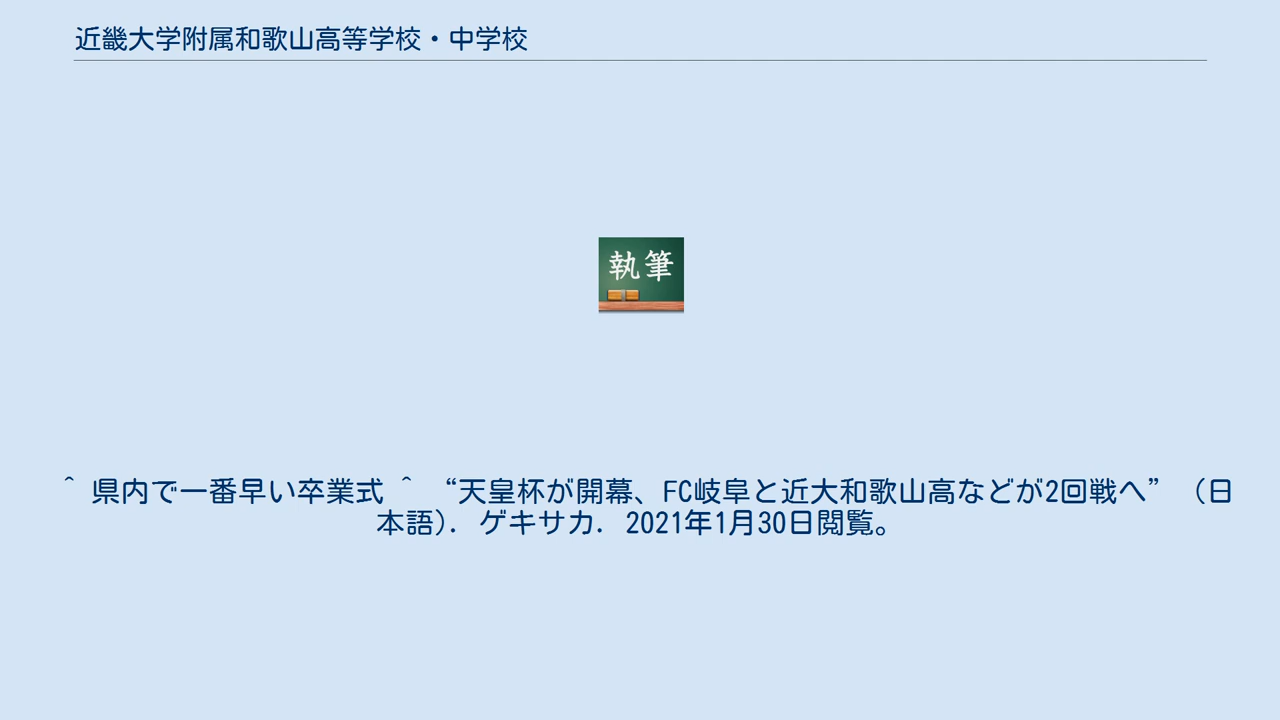 近畿大学附属和歌山高等学校・中学校
執筆
^ 県内で一番早い卒業式 ^ “天皇杯が開幕、FC岐阜と近大和歌山高などが2回戦へ” （日
本語）. ゲキサカ. 2021年1月30日閲覧。